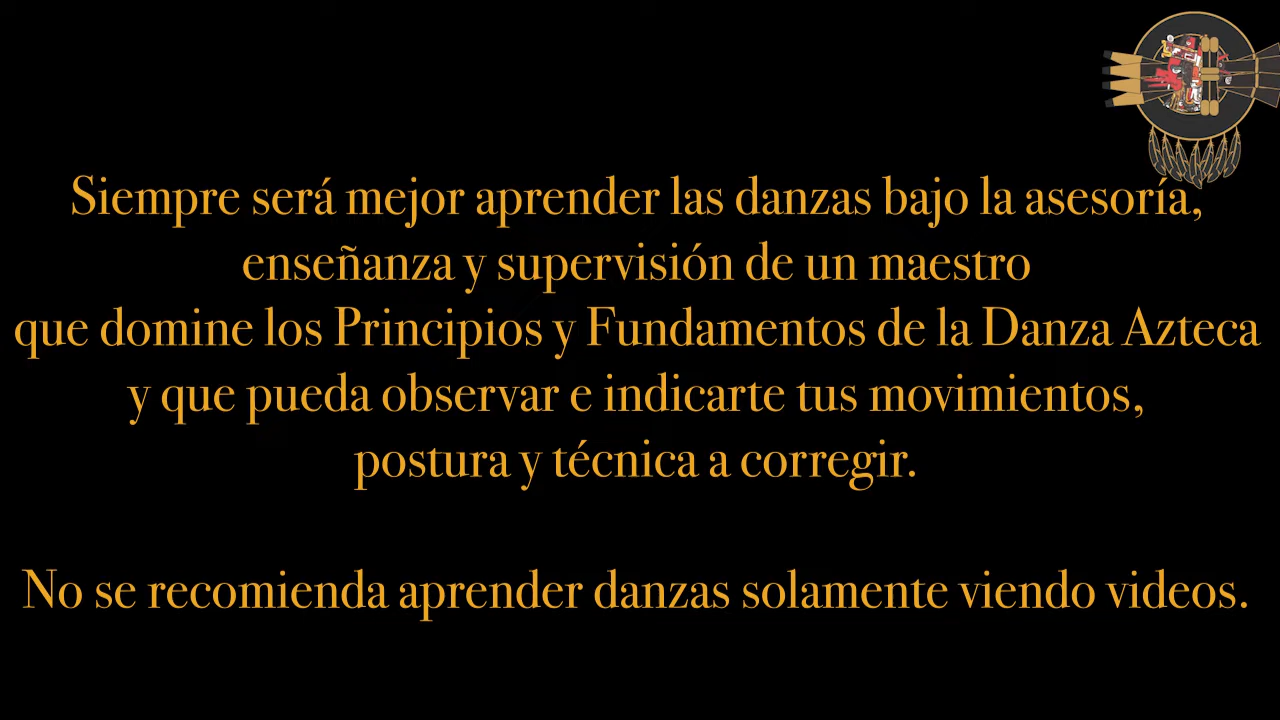 Siempre será mejor aprender las danzas bajo la asesoría,
enseñanza y supervisión de un maestro
que domine los Principios y Fundamentos de la Danza Azteca
y que pueda observar e indicarte tus movimientos,
postura y técnica a corregir.
No se recomienda aprender danzas solamente viendo videos.